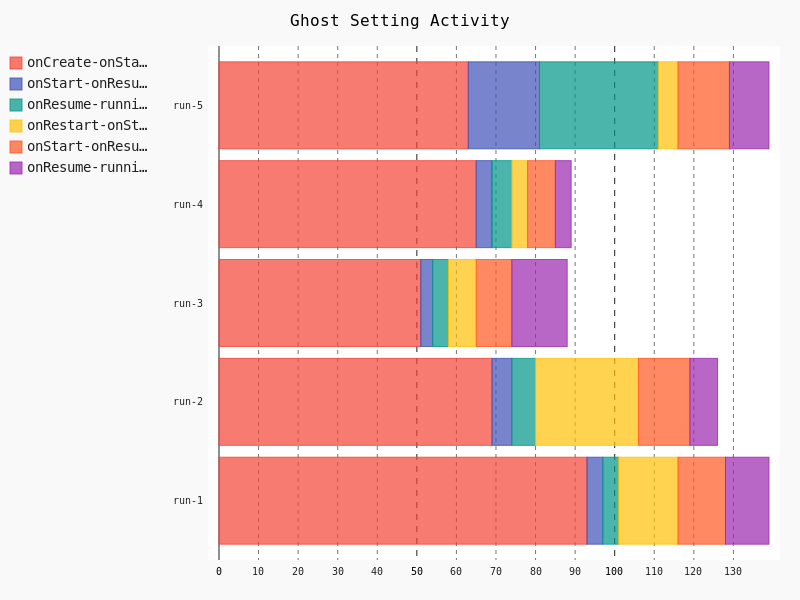 Ghost Setting Activity
onCreate-onSta…
onStart-onResu…
onResume-runni…
onRestart-onSt…
onStart-onResu…
onResume-runni…
run-5
run-4
run-3
run-2
run-1
0 10 20 30 40 50 60 70 80 90 100 110 120 130